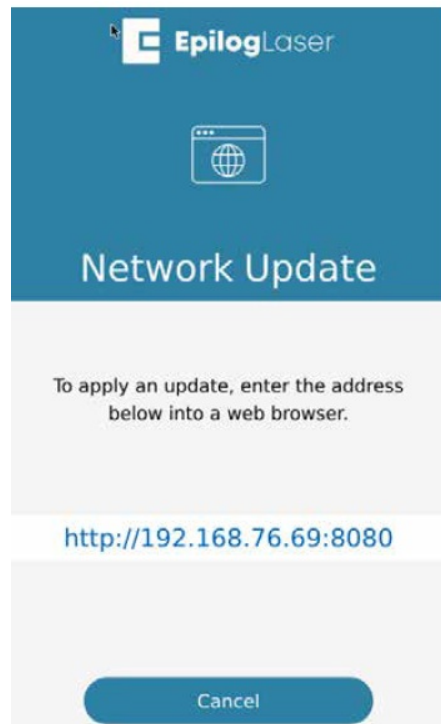 EpilogLaser
Network Update
To apply an update, enter the address
below into a web browser.
http://192.168.76.69:8080
Cancel